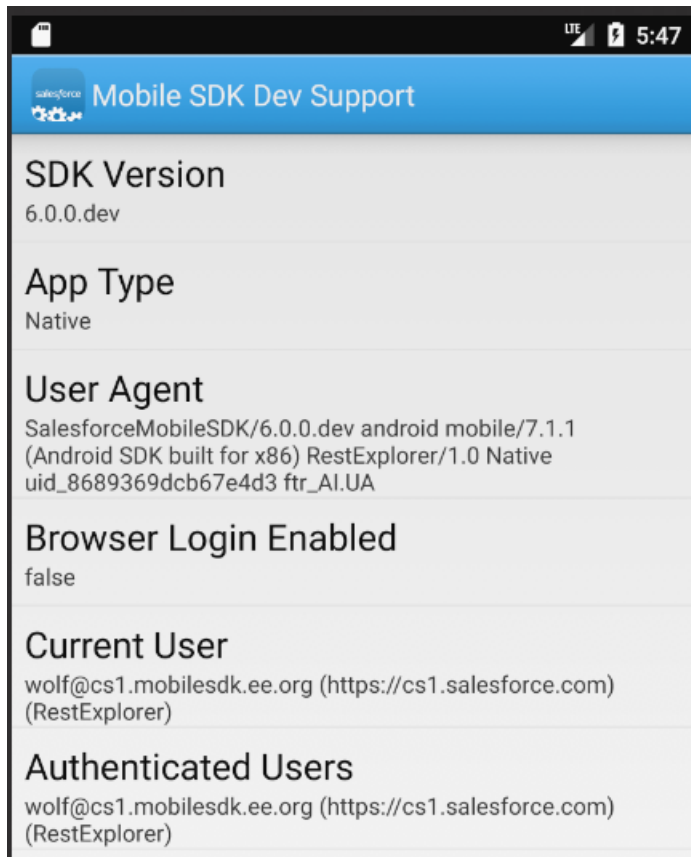 LTE 5:47
salesforce Mobile SDK Dev Support
SDK Version
6.0.0.dev
App Type
Native
User Agent
SalesforceMobileSDK/6.0.0.dev android mobile/7.1.1
(Android SDK built for x86) RestExplorer/1.0 Native
uid_8689369dcb67e4d3 ftr_AI.UA
Browser Login Enabled
false
Current User
wolf@cs1.mobilesdk.ee.org (https://cs1.salesforce.com)
(RestExplorer)
Authenticated Users
wolf@cs1.mobilesdk.ee.org (https://cs1.salesforce.com)
(RestExplorer)